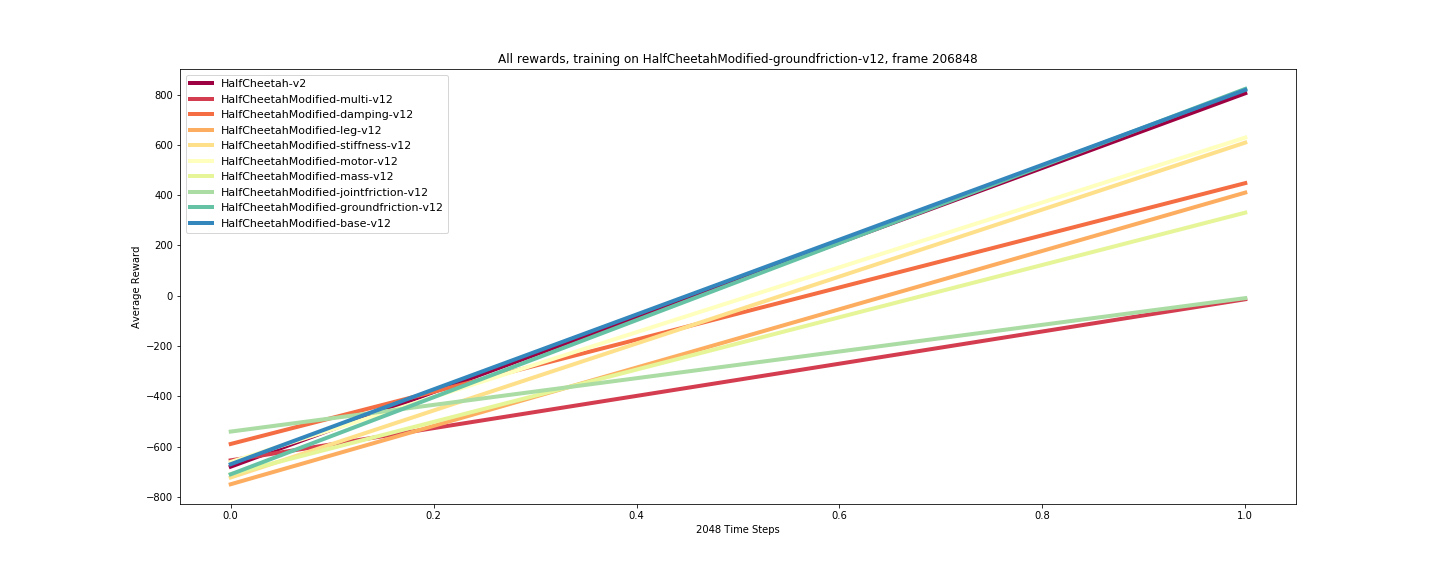 All rewards, training on HalfCheetahModified-groundfriction-v12, frame 206848
HalfCheetah-v2
HalfCheetahModified-multi-v12
HalfCheetahModified-damping-v12
HalfCheetahModified-leg-v12
HalfCheetahModified-stiffness-v12
HalfCheetahModified-motor-v12
HalfCheetahModified-mass-v12
HalfCheetahModified-jointfriction-v12
HalfCheetahModified-groundfriction-v12
HalfCheetahModified-base-v12
Average Reward
800
600
400
200
0
−200
−400
−600
−800
0.0 0.2 0.4 0.6 0.8 1.0
2048 Time Steps